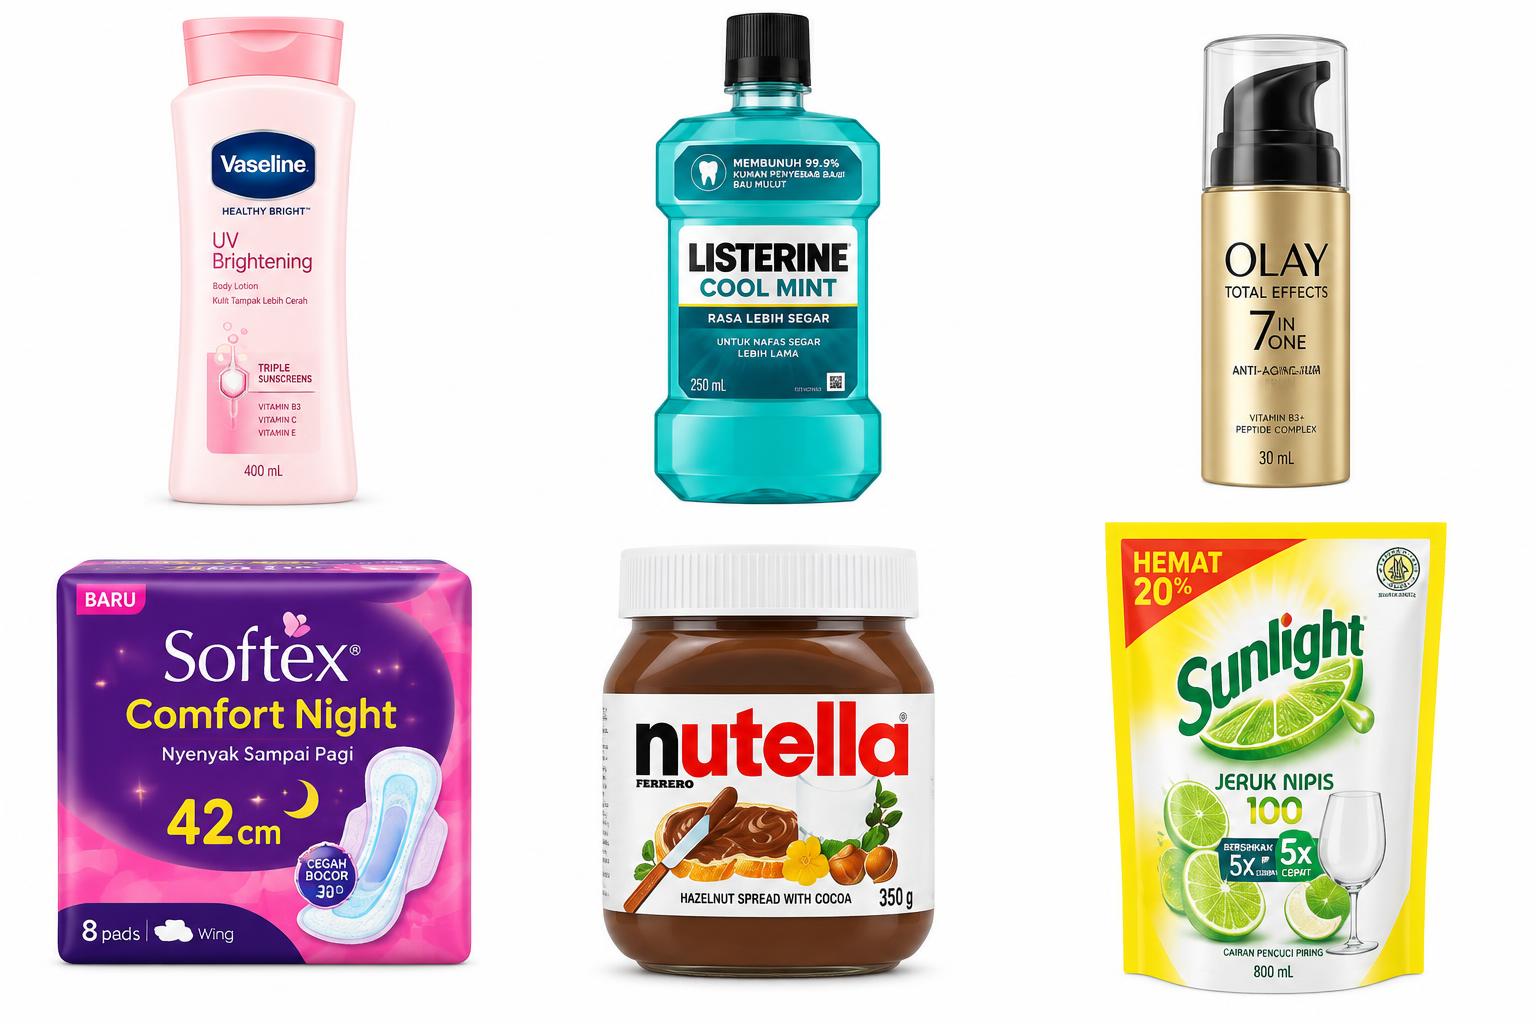 Vaseline
HEALTHY BRIGHT™
UV
Brightening
Body Lotion
Kulit Tampak Lebih Cerah
TRIPLE
SUNSCREENS
VITAMIN B3
VITAMIN C
VITAMIN E
400 mL
MEMBUNUH 99.9%
KUMAN PENYEBAB
BAU MULUT
LISTERINE
COOL MINT
RASA LEBIH SEGAR
UNTUK NAFAS SEGAR
LEBIH LAMA
250 mL
OLAY
TOTAL EFFECTS
7 IN
ONE
VITAMIN B3+
PEPTIDE COMPLEX
30 mL
BARU
Softex®
Comfort Night
Nyenyak Sampai Pagi
42cm
CEGAH
BOCOR
8 pads
Wing
nutella®
FERRERO
HAZELNUT SPREAD WITH COCOA
350 g
HEMAT
20%
Sunlight
JERUK NIPIS
100
5x
5x
CAIRAN PENCUCI PIRING
800 mL